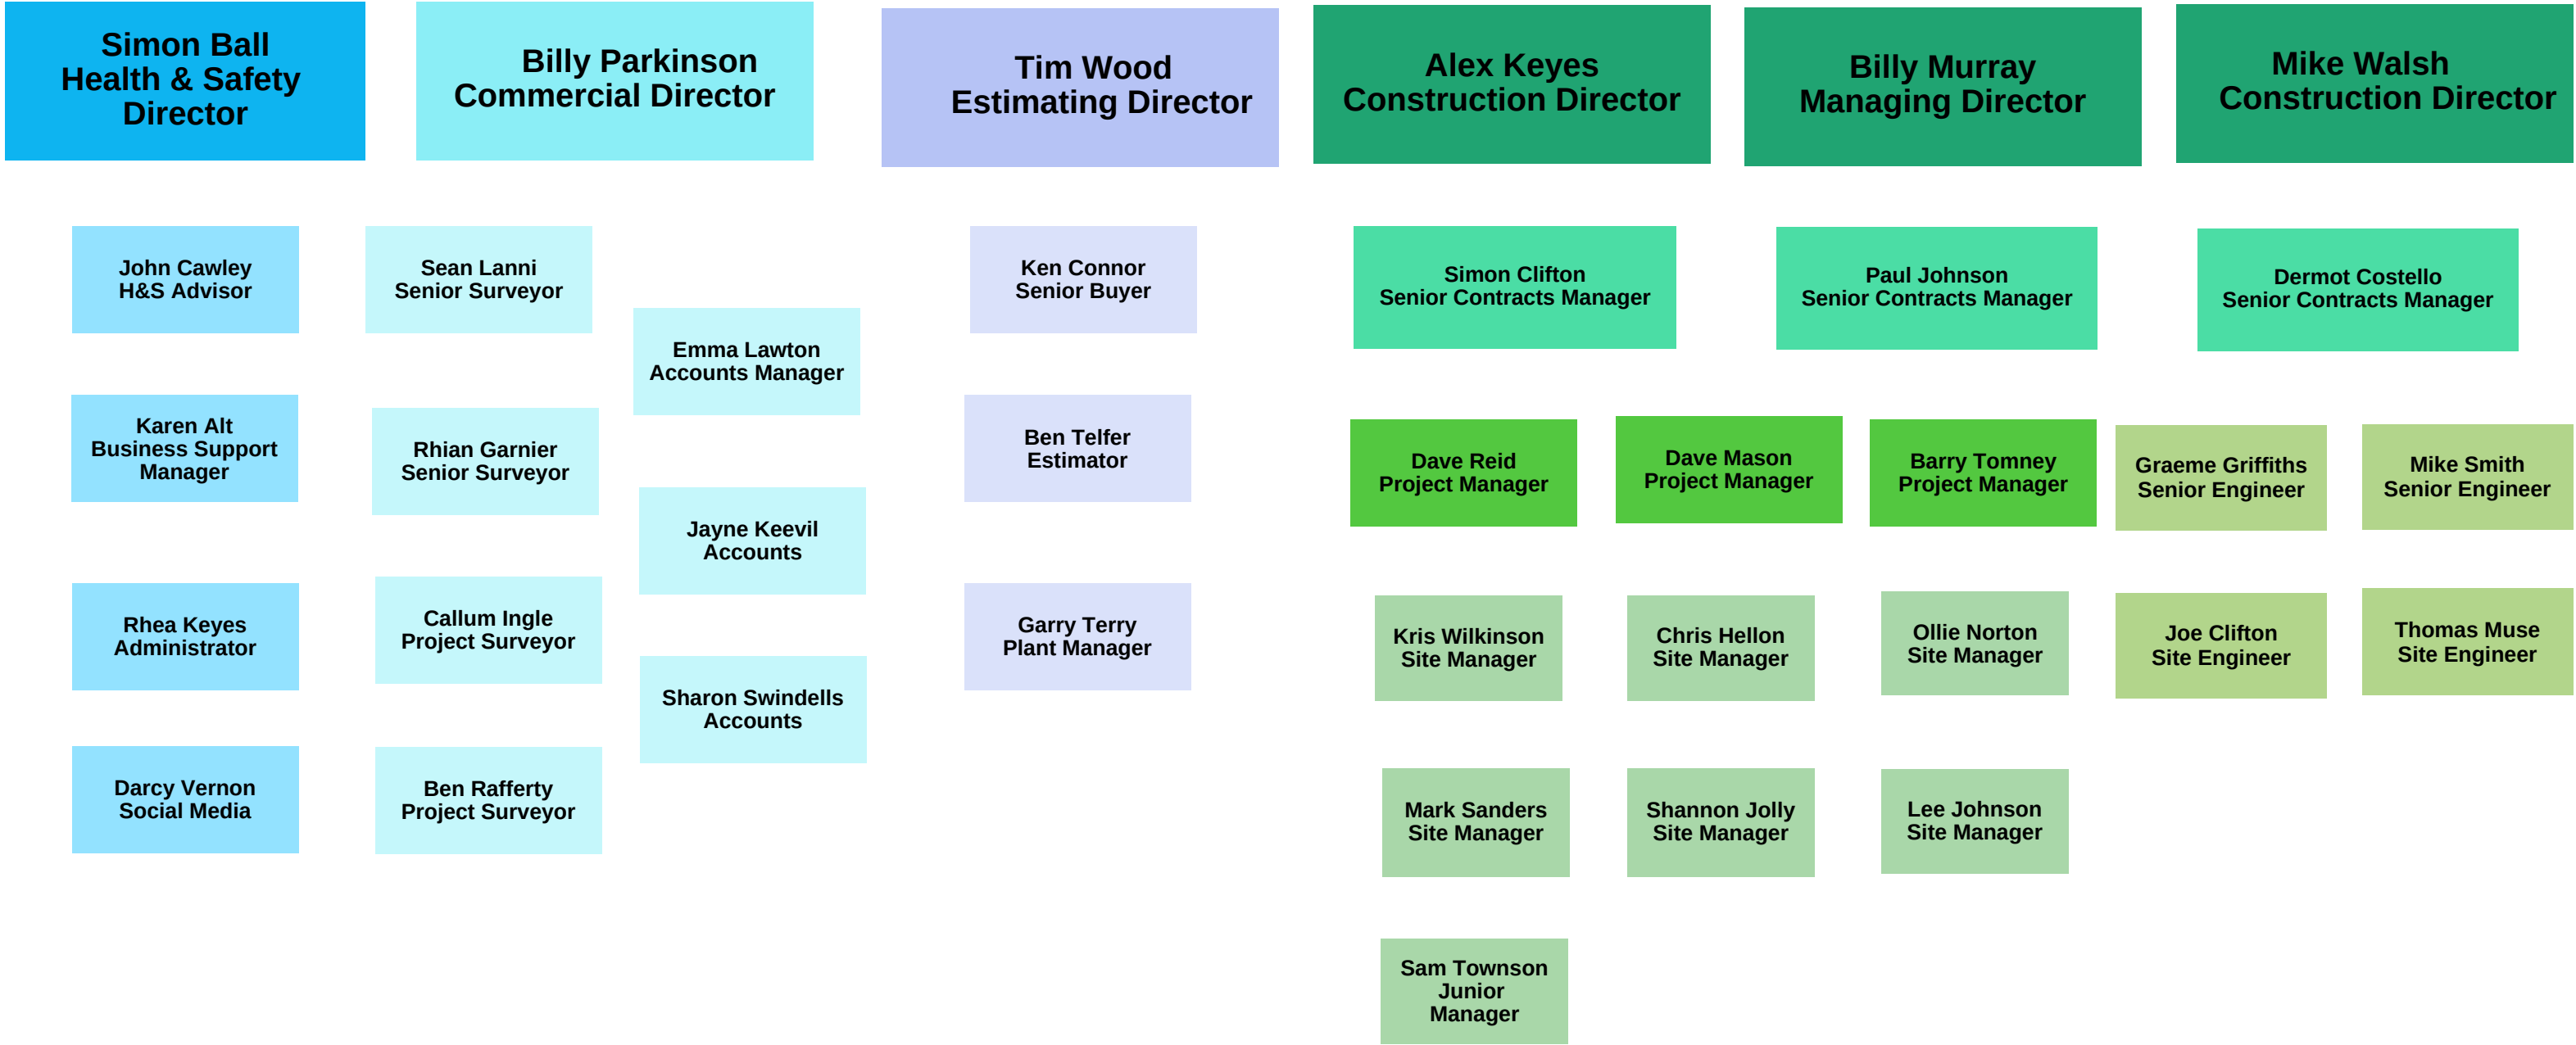 Simon Ball
Health & Safety
Director
Billy Parkinson
Commercial Director
Tim Wood
Estimating Director
Alex Keyes
Construction Director
Billy Murray
Managing Director
Mike Walsh
Construction Director
John Cawley
H&S Advisor
Karen Alt
Business Support
Manager
Rhea Keyes
Administrator
Darcy Vernon
Social Media
Sean Lanni
Senior Surveyor
Rhian Garnier
Senior Surveyor
Callum Ingle
Project Surveyor
Ben Rafferty
Project Surveyor
Emma Lawton
Accounts Manager
Jayne Keevil
Accounts
Sharon Swindells
Accounts
Ken Connor
Senior Buyer
Ben Telfer
Estimator
Garry Terry
Plant Manager
Simon Clifton
Senior Contracts Manager
Paul Johnson
Senior Contracts Manager
Dermot Costello
Senior Contracts Manager
Dave Reid
Project Manager
Dave Mason
Project Manager
Barry Tomney
Project Manager
Graeme Griffiths
Senior Engineer
Mike Smith
Senior Engineer
Kris Wilkinson
Site Manager
Chris Hellon
Site Manager
Ollie Norton
Site Manager
Joe Clifton
Site Engineer
Thomas Muse
Site Engineer
Mark Sanders
Site Manager
Shannon Jolly
Site Manager
Lee Johnson
Site Manager
Sam Townson
Junior
Manager